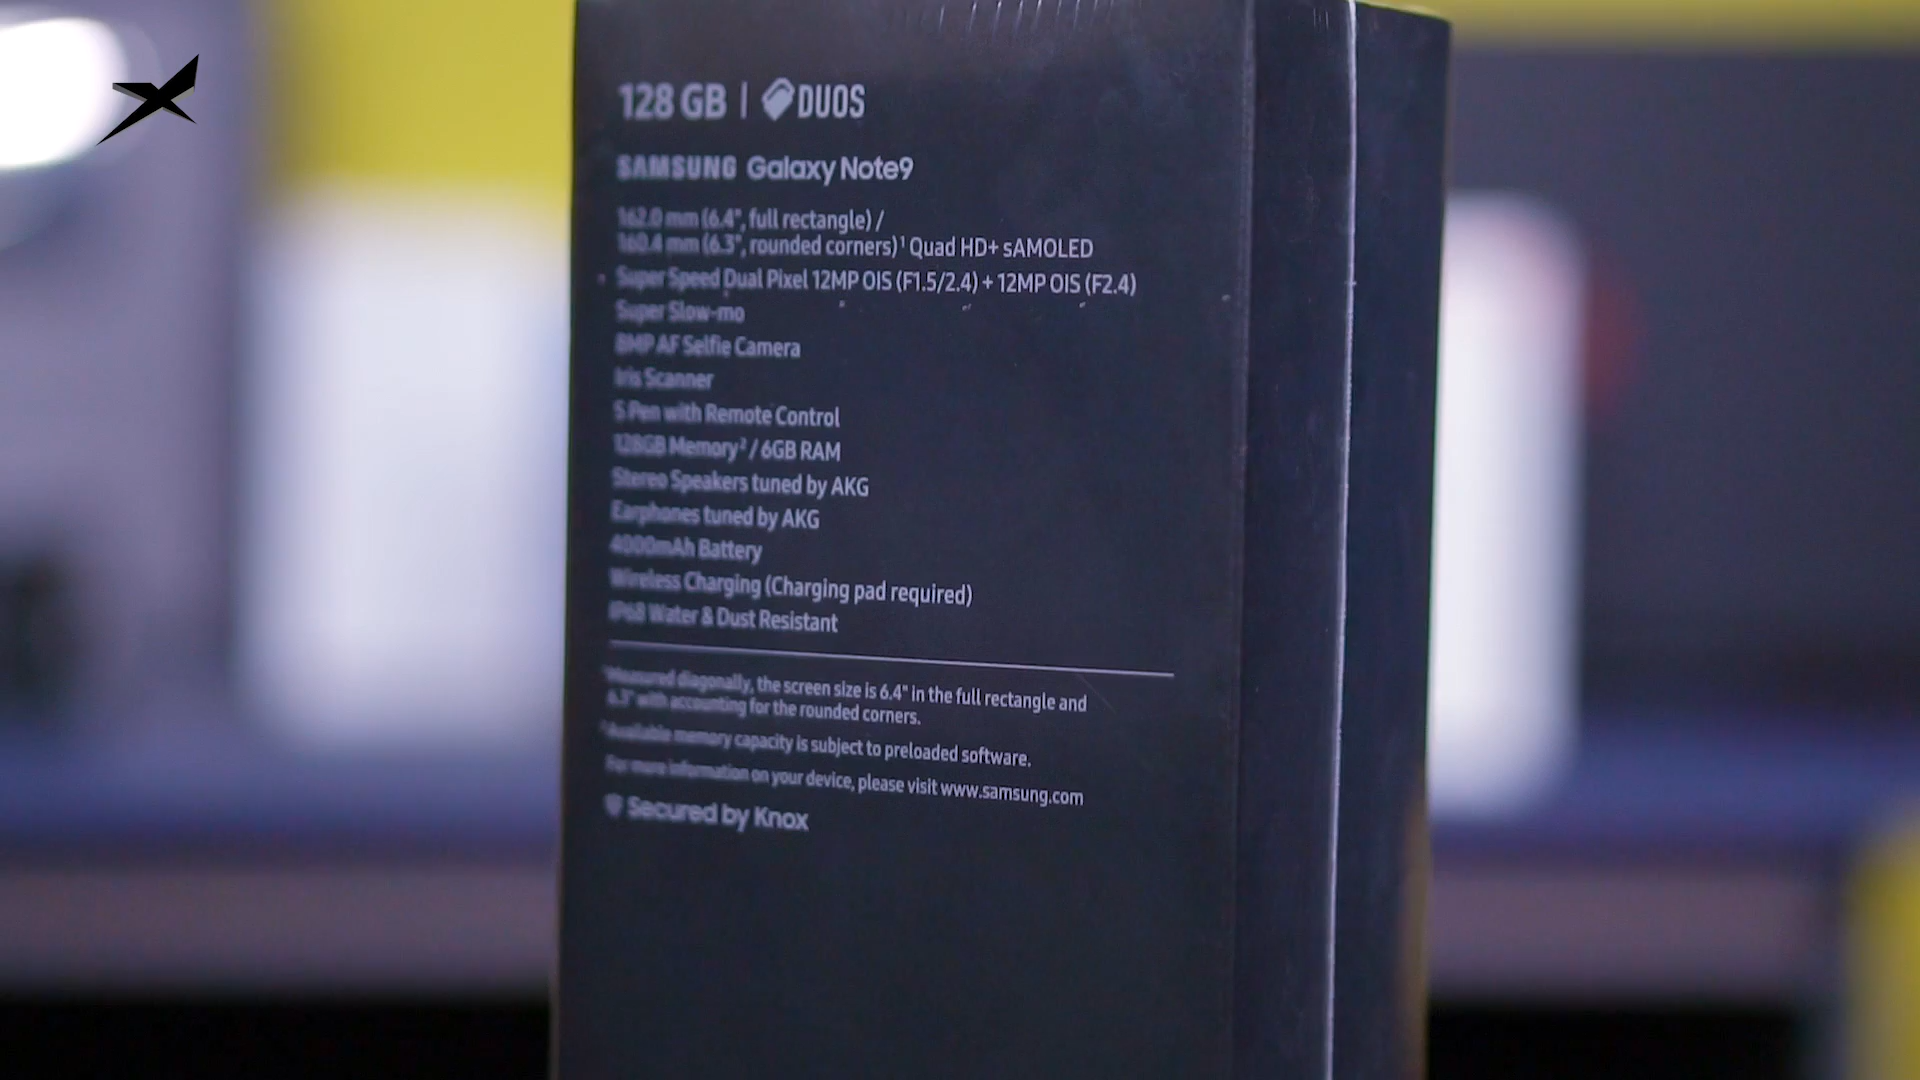 128 GB | DUOS
SAMSUNG Galaxy Note9
162.0 mm (6.4", full rectangle) /
160.4 mm (6.3", rounded corners)¹ Quad HD+ sAMOLED
Super Speed Dual Pixel 12MP OIS (F1.5/2.4) + 12MP OIS (F2.4)
Super Slow-mo
8MP AF Selfie Camera
Iris Scanner
S Pen with Remote Control
128GB Memory² / 6GB RAM
Stereo Speakers tuned by AKG
Earphones tuned by AKG
4000mAh Battery
Wireless Charging (Charging pad required)
IP68 Water & Dust Resistant
¹Measured diagonally, the screen size is 6.4" in the full rectangle and
6.3" with accounting for the rounded corners.
²Available memory capacity is subject to preloaded software.
For more information on your device, please visit www.samsung.com
Secured by Knox